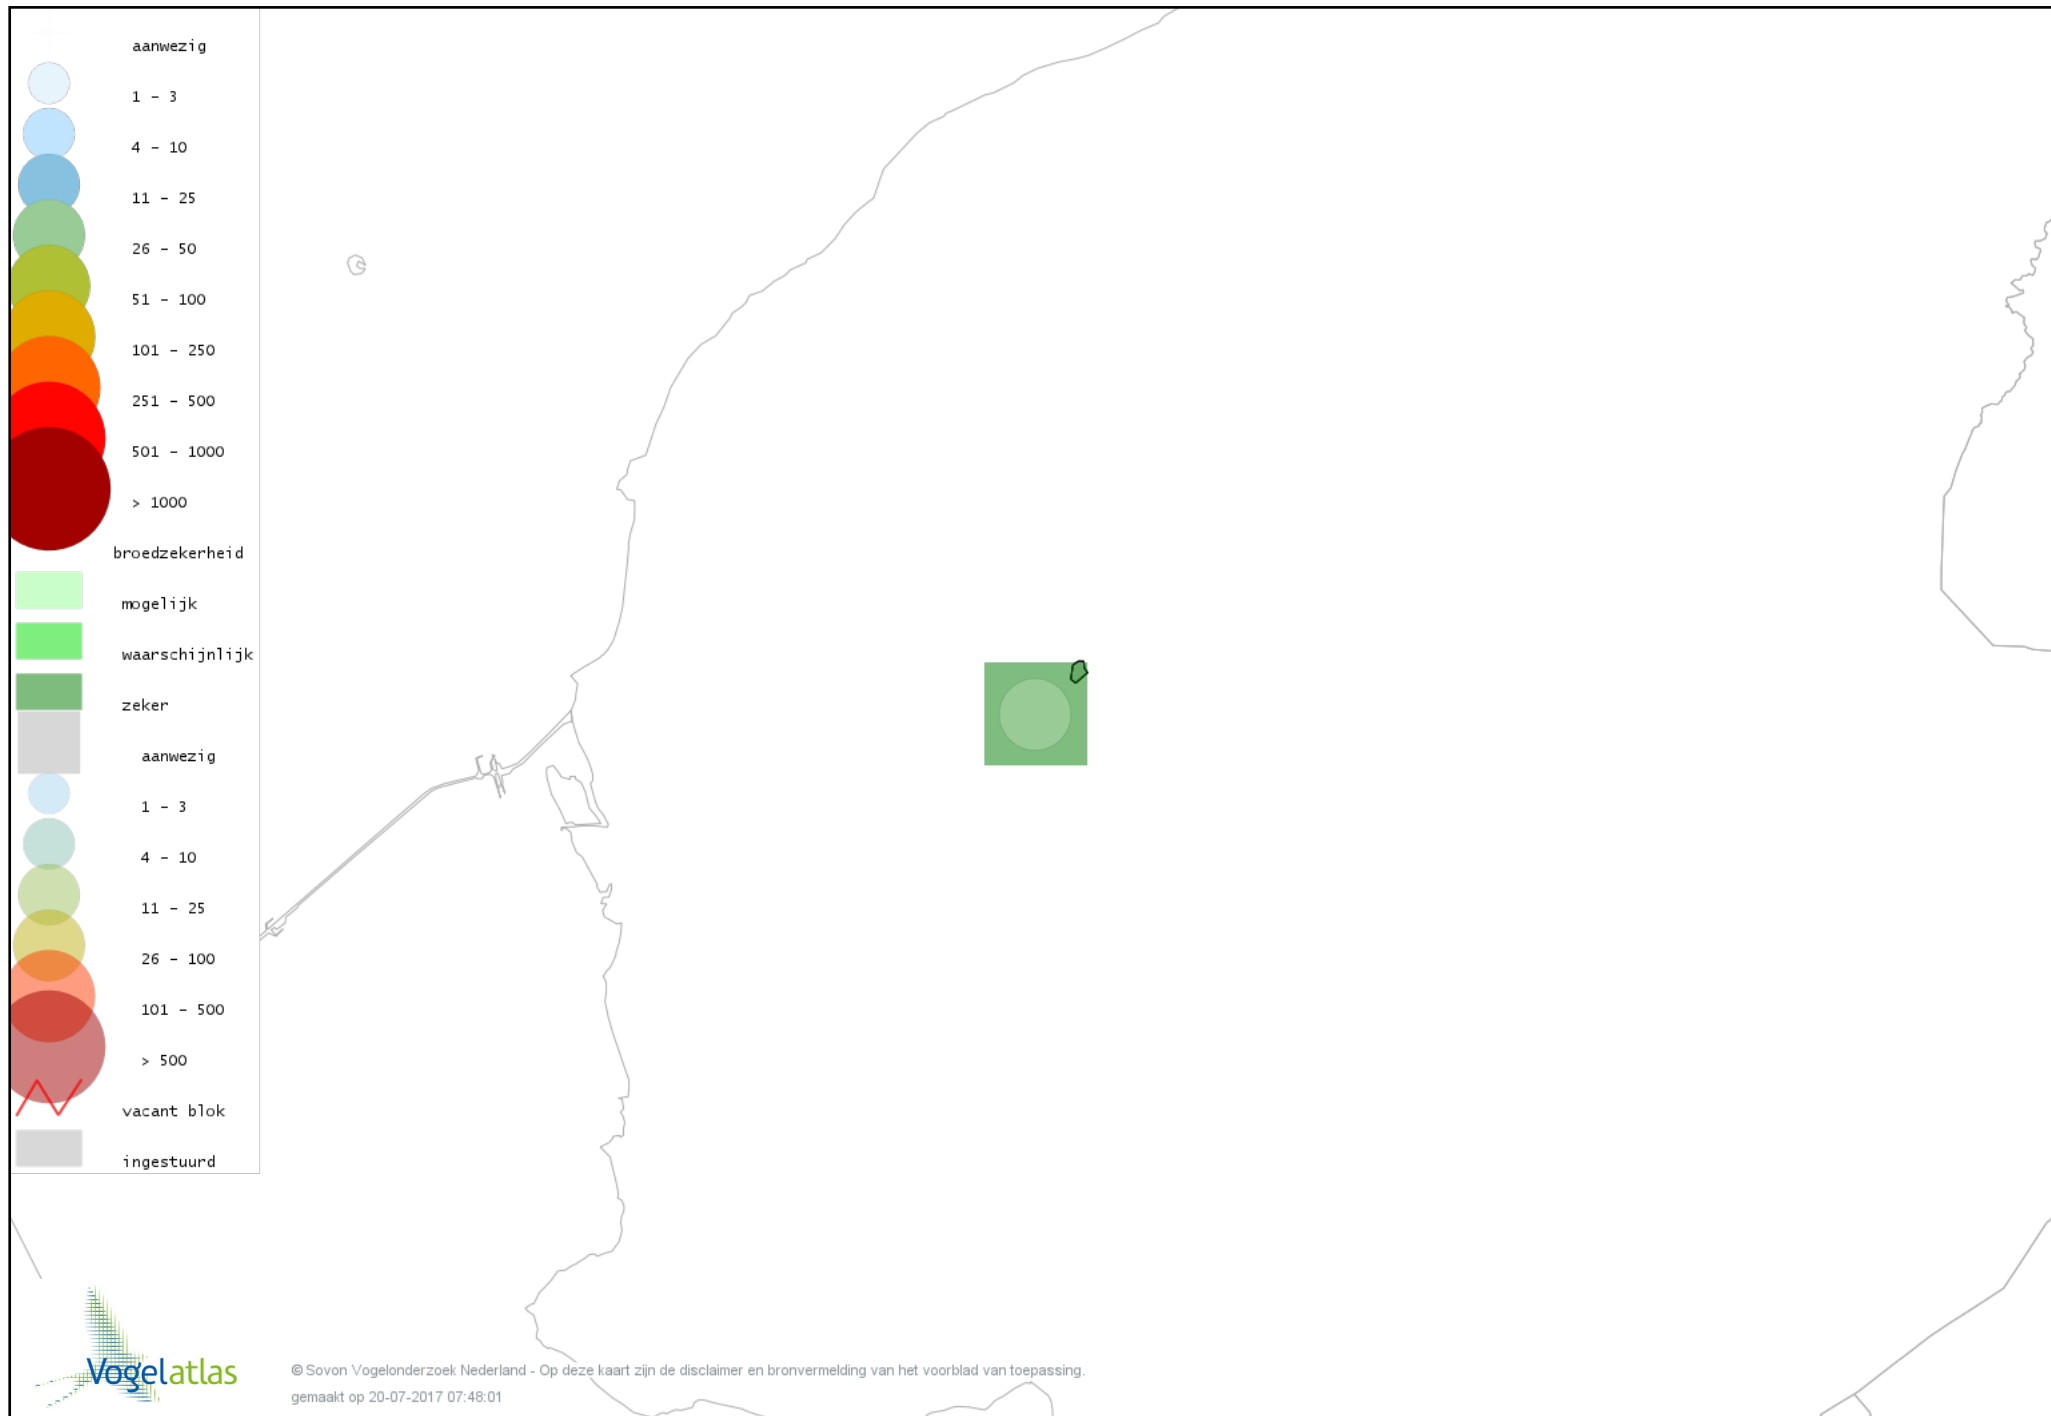 aanwezig
1 - 3
4 - 10
11 - 25
26 - 50
51 - 100
101 - 250
251 - 500
501 - 1000
> 1000
broedzekerheid
mogelijk
waarschijnlijk
zeker
aanwezig
1 - 3
4 - 10
11 - 25
26 - 100
101 - 500
> 500
vacant blok
ingestuurd
Vogelatlas
© Sovon Vogelonderzoek Nederland - Op deze kaart zijn de disclaimer en bronvermelding van het voorblad van toepassing.
gemaakt op 20-07-2017 07:48:01